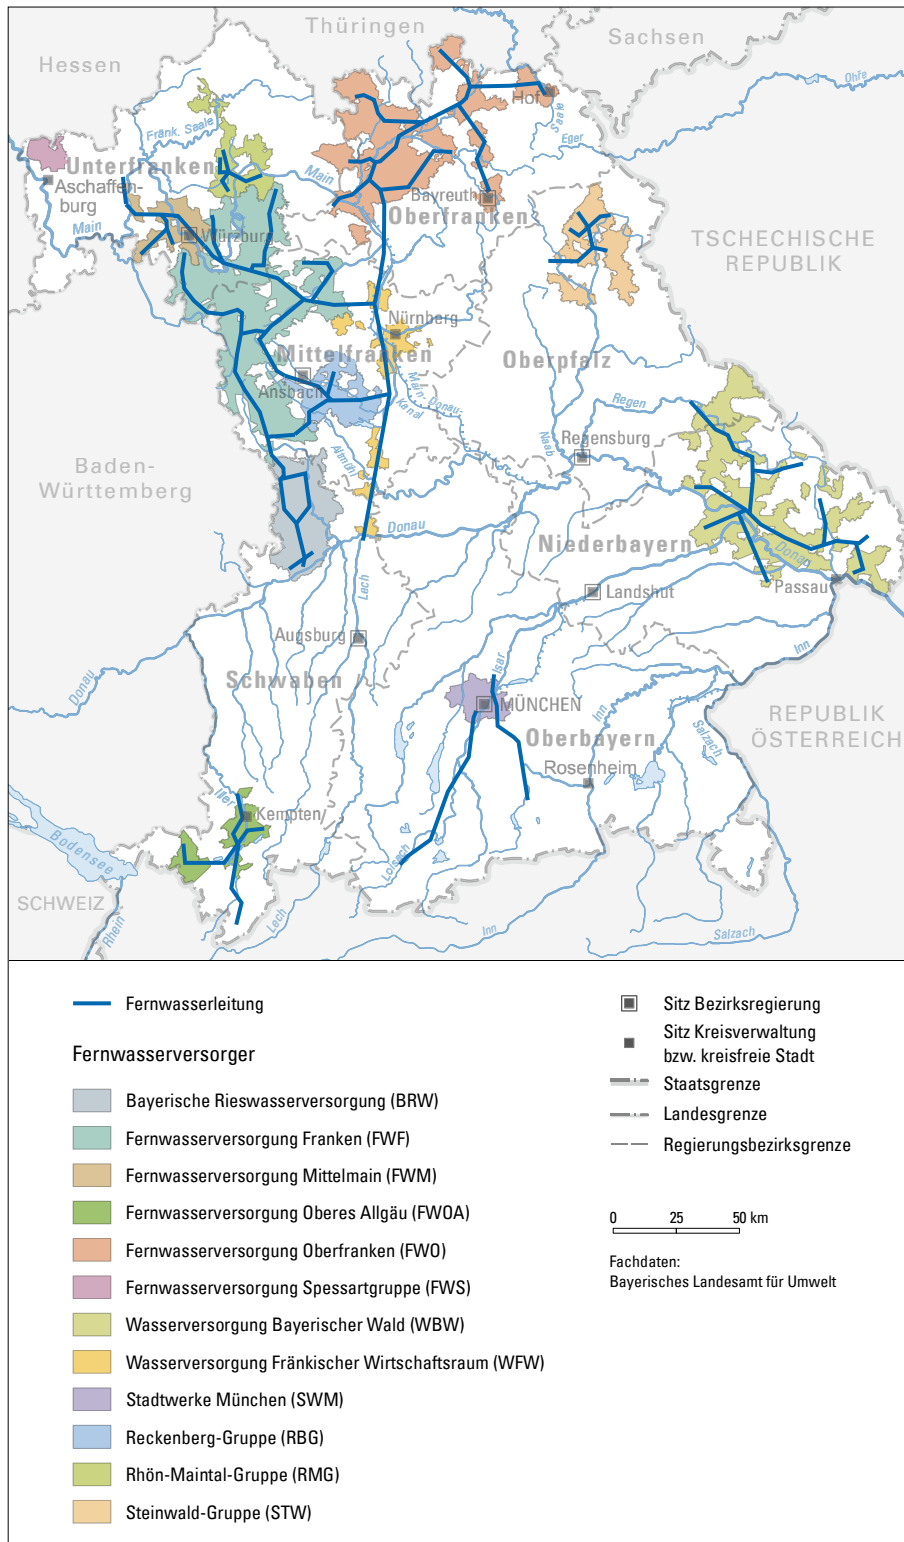 Thüringen
Sachsen
Hessen
Ohře
Hof
Saale
Fränk. Saale
Eger
Unterfranken
Main
Aschaffen-
burg
Bayreuth
Oberfranken
Main
Würzburg
TSCHECHISCHE
REPUBLIK
Nürnberg
Mittelfranken
Oberpfalz
Ansbach
Main-Donau-
Kanal
Regen
Naab
Regensburg
Altmühl
Baden-
Württemberg
Donau
Niederbayern
Donau
Lech
Passau
Landshut
Augsburg
Inn
Isar
Schwaben
Donau
MÜNCHEN
Inn
REPUBLIK
ÖSTERREICH
Oberbayern
Salzach
Rosenheim
Iller
Kempten
Bodensee
Loisach
SCHWEIZ
Rhein
Lech
Inn
Salzach
Fernwasserleitung
Fernwasserversorger
Bayerische Rieswasserversorgung (BRW)
Fernwasserversorgung Franken (FWF)
Fernwasserversorgung Mittelmain (FWM)
Fernwasserversorgung Oberes Allgäu (FWOA)
Fernwasserversorgung Oberfranken (FWO)
Fernwasserversorgung Spessartgruppe (FWS)
Wasserversorgung Bayerischer Wald (WBW)
Wasserversorgung Fränkischer Wirtschaftsraum (WFW)
Stadtwerke München (SWM)
Reckenberg-Gruppe (RBG)
Rhön-Maintal-Gruppe (RMG)
Steinwald-Gruppe (STW)
Sitz Bezirksregierung
Sitz Kreisverwaltung
bzw. kreisfreie Stadt
Staatsgrenze
Landesgrenze
Regierungsbezirksgrenze
0 25 50 km
Fachdaten:
Bayerisches Landesamt für Umwelt